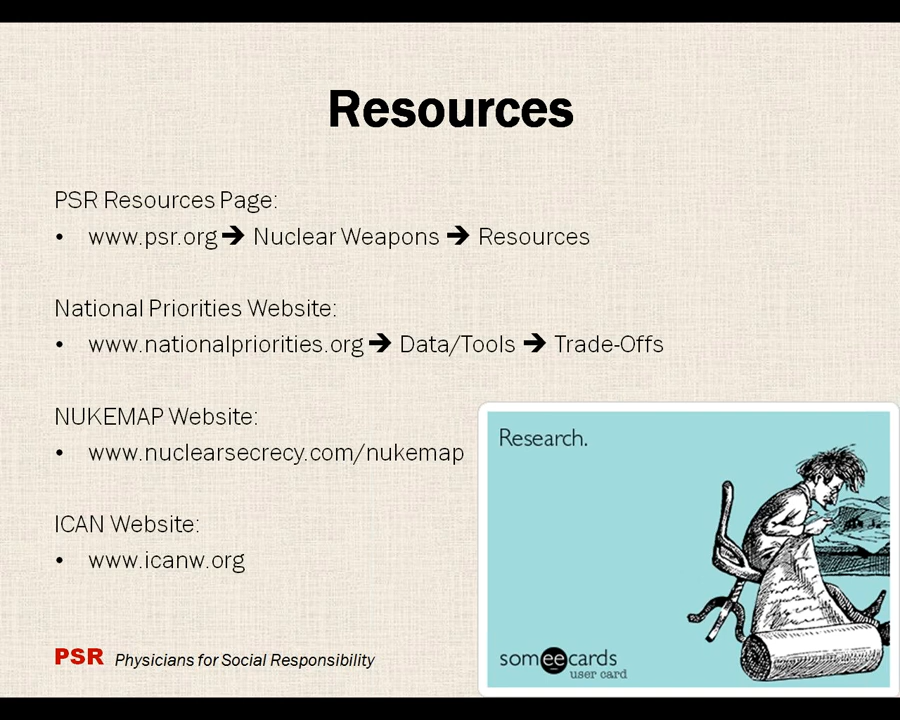 Resources
PSR Resources Page:
• www.psr.org➔ Nuclear Weapons ➔ Resources
National Priorities Website:
• www.nationalpriorities.org➔ Data/Tools ➔ Trade-Offs
NUKEMAP Website:
• www.nuclearsecrecy.com/nukemap
ICAN Website:
• www.icanw.org
Research.
someecards
user card
PSR Physicians for Social Responsibility